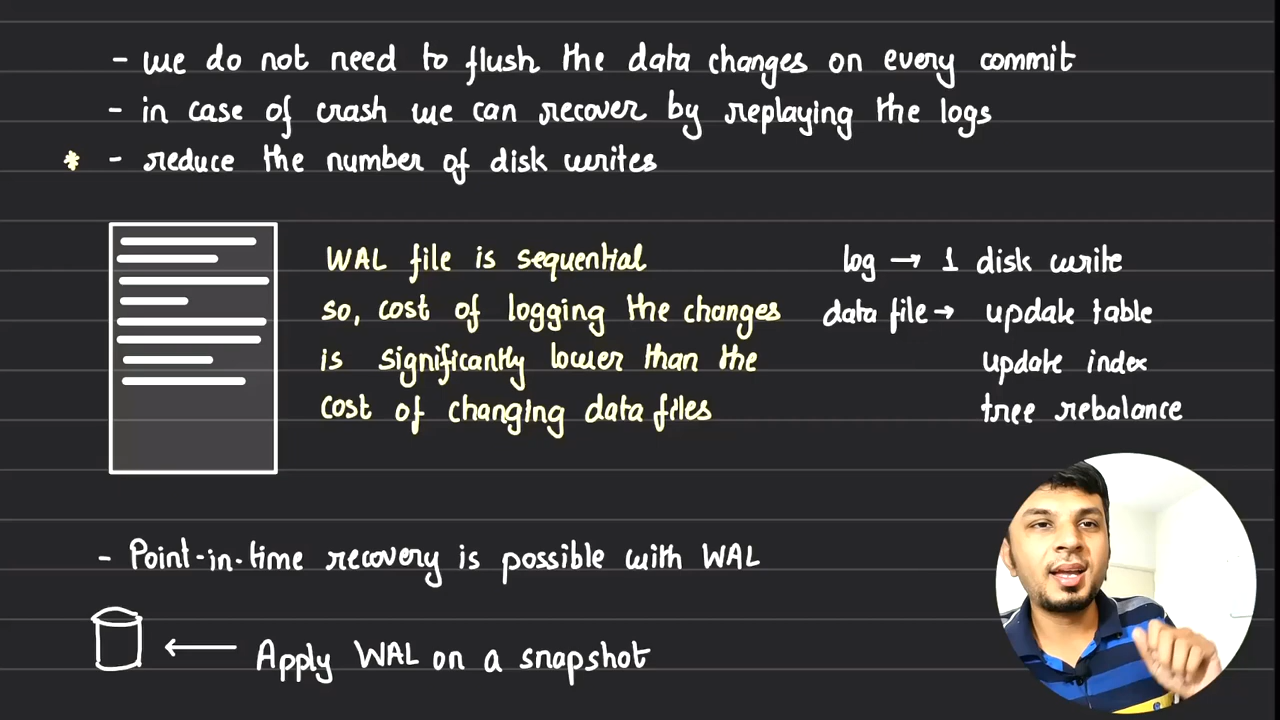 - we do not need to flush the data changes on every commit
- in case of crash we can recover by replaying the logs
* - reduce the number of disk writes
WAL file is sequential
so, cost of logging the changes
is significantly lower than the
cost of changing data files
log → 1 disk write
data file → update table
update index
tree rebalance
- Point-in-time recovery is possible with WAL
← Apply WAL on a snapshot